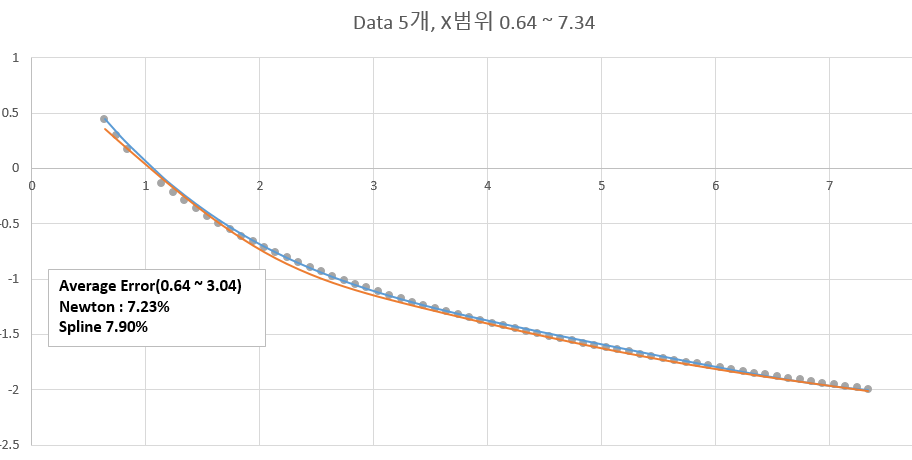 Data 5개, X범위 0.64 ~ 7.34
1
0.5
0
0 1 2 3 4 5 6 7
-0.5
-1
Average Error(0.64 ~ 3.04)
Newton : 7.23%
Spline 7.90%
-1.5
-2
-2.5